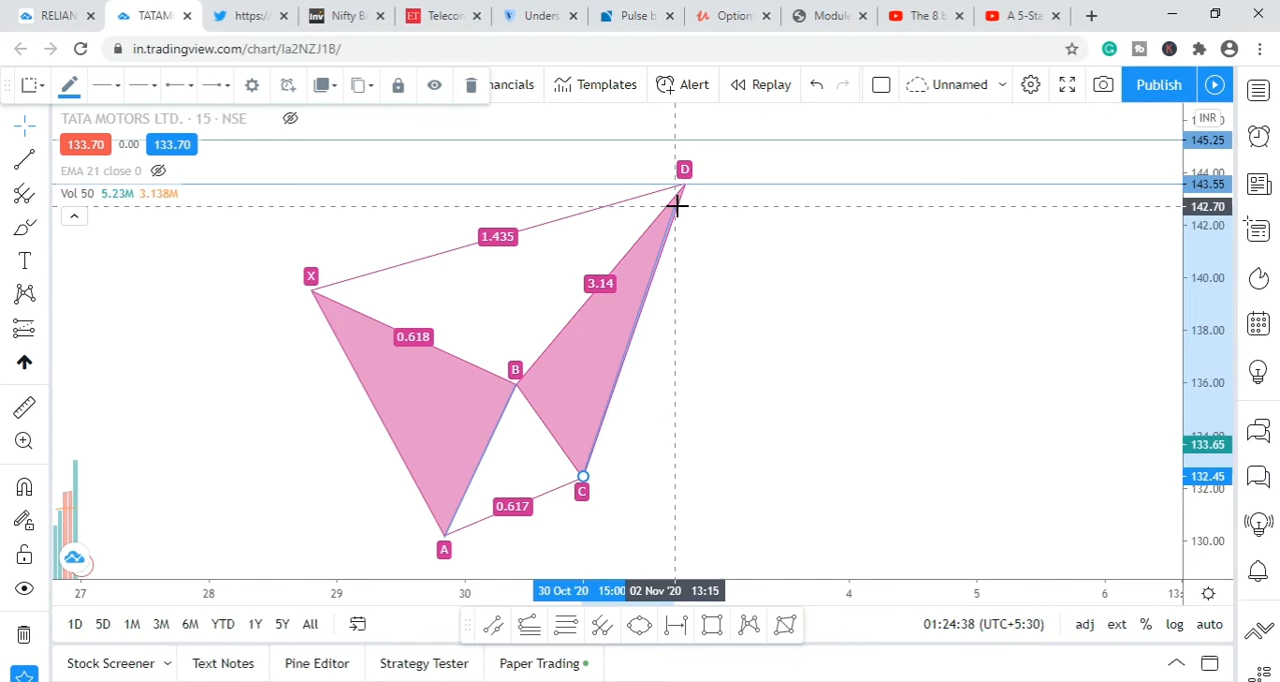 RELIAN
TATAM
https:/
Nifty B
Telecom
Unders
Pulse b
Option
Module
The 8 b
A 5-Sta
in.tradingview.com/chart/Ia2NZJ1B/
nancials
Templates
Alert
Replay
Unnamed
Publish
TATA MOTORS LTD. · 15 · NSE
INR
133.70 0.00 133.70
145.25
EMA 21 close 0
144.00
D
143.55
Vol 50 5.23M 3.138M
142.70
142.00
1.435
X
140.00
3.14
0.618
138.00
B
136.00
133.65
132.45
C
132.00
0.617
A
130.00
30 Oct '20 15:00 02 Nov '20 13:15
27 28 29 30 4 5 6 13:
1D 5D 1M 3M 6M YTD 1Y 5Y All
01:24:38 (UTC+5:30) adj ext % log auto
Stock Screener Text Notes Pine Editor Strategy Tester Paper Trading